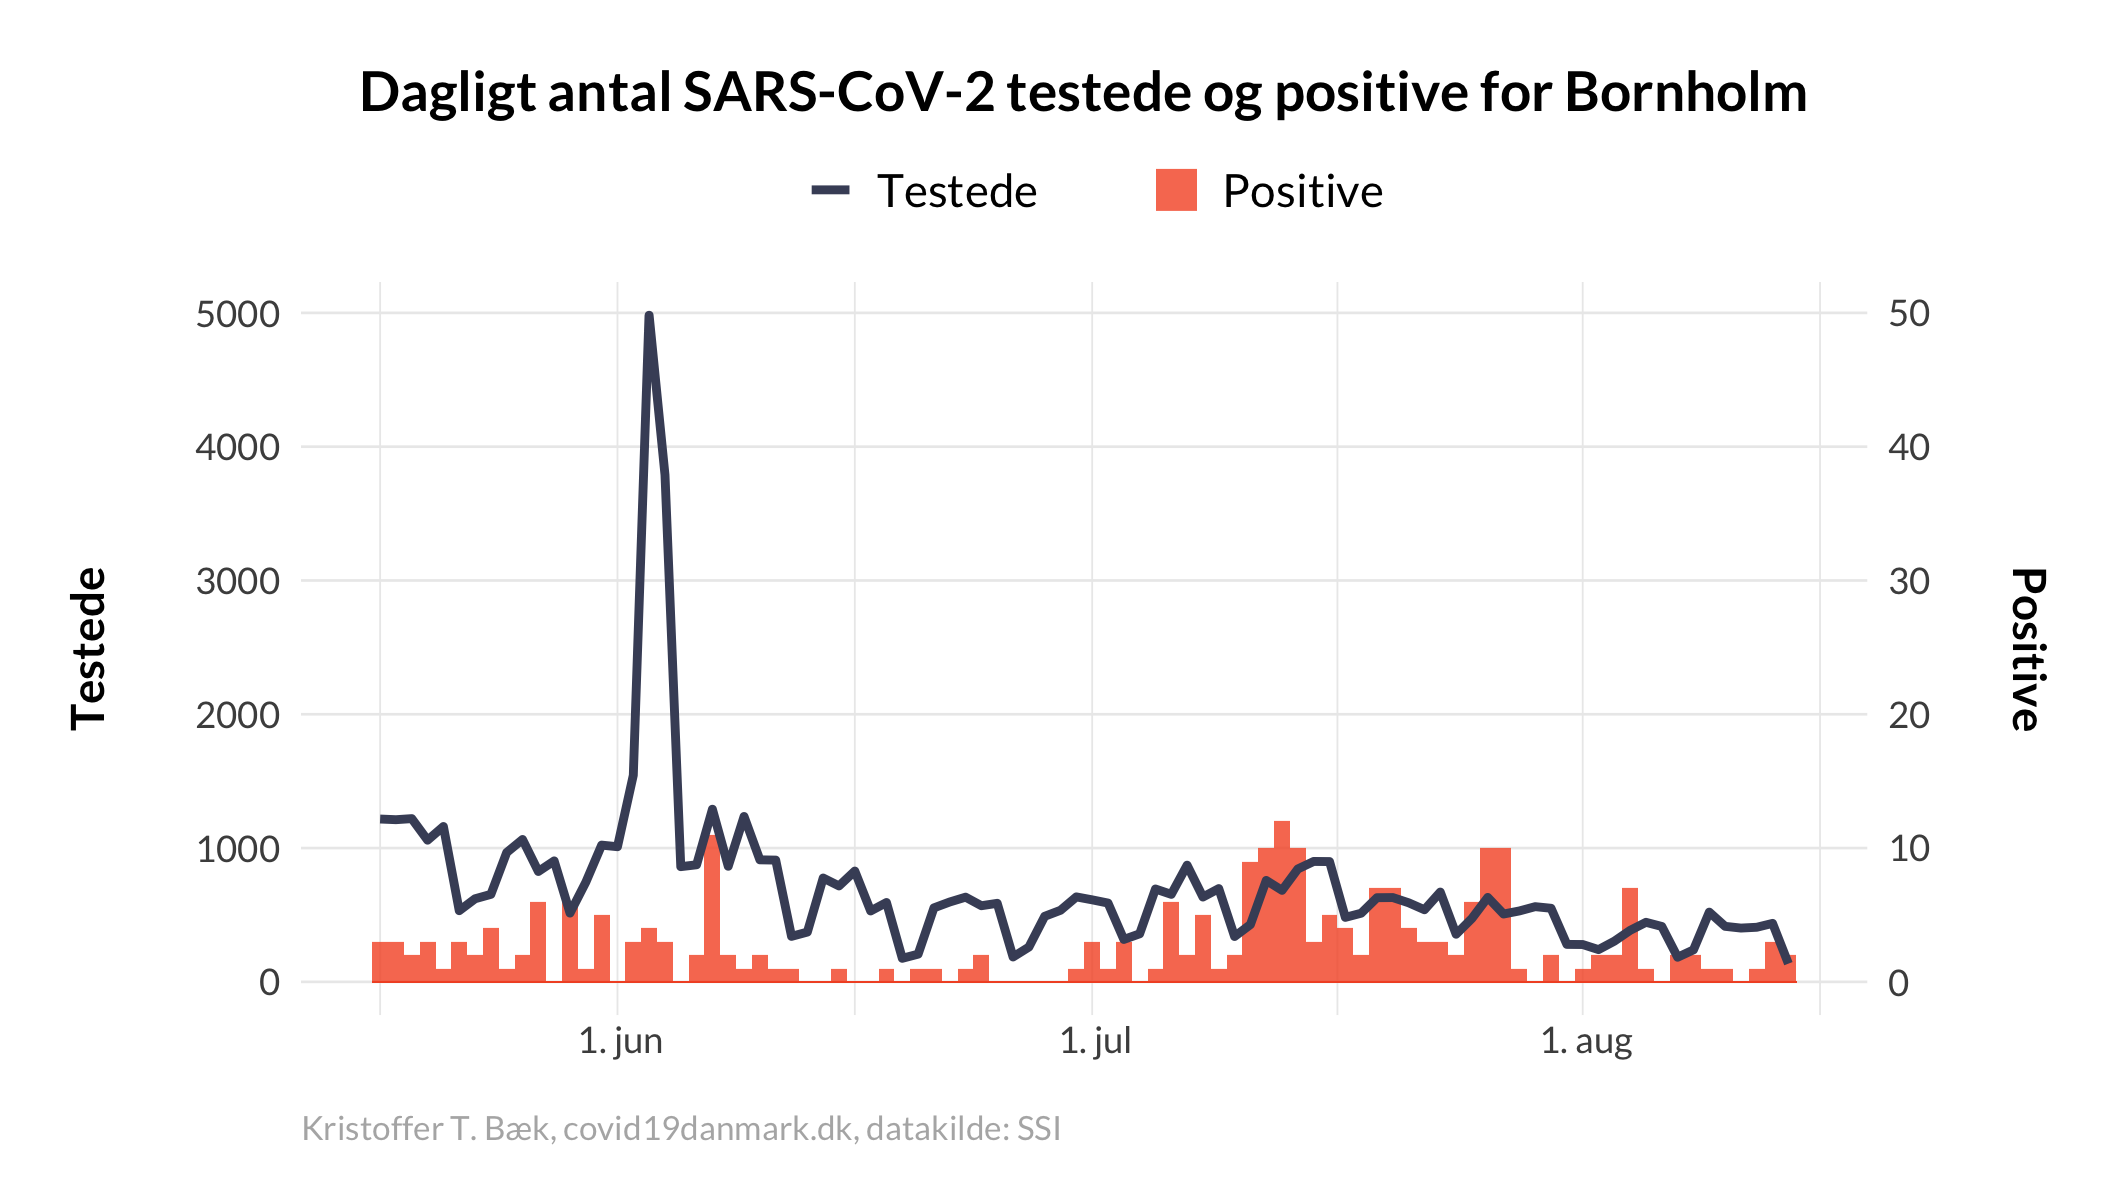 Dagligt antal SARS-CoV-2 testede og positive for Bornholm
Testede
Positive
5000
4000
3000
2000
1000
0
50
40
30
20
10
0
Testede
Positive
1. jun
1. jul
1. aug
Kristoffer T. Bæk, covid19danmark.dk, datakilde: SSI